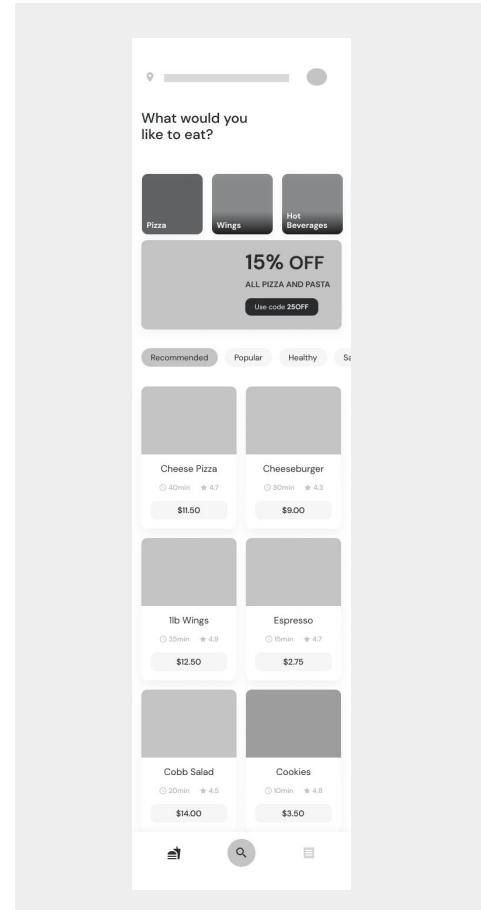 What would you
like to eat?
Pizza
Wings
Hot
Beverages
15% OFF
ALL PIZZA AND PASTA
Use code 25OFF
Recommended
Popular
Healthy
Sa
Cheese Pizza
40min 4.7
$11.50
Cheeseburger
30min 4.3
$9.00
1lb Wings
35min 4.9
$12.50
Espresso
15min 4.7
$2.75
Cobb Salad
20min 4.5
$14.00
Cookies
10min 4.8
$3.50